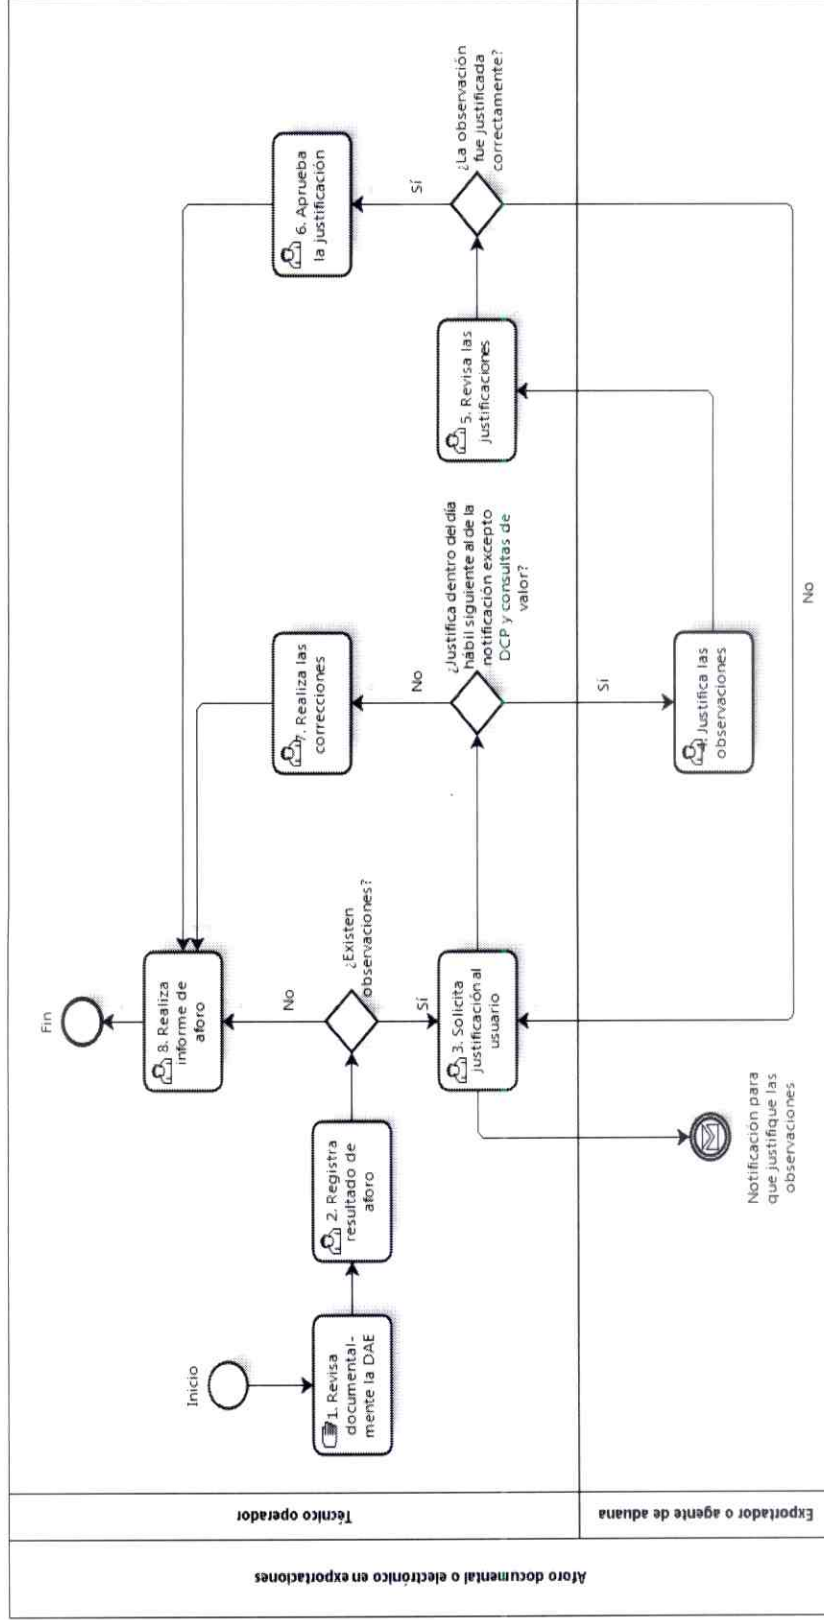 Aforo documental o electrónico en exportaciones
Técnico operador
Exportador o agente de aduana
Inicio
1. Revisa
documental-
mente la DAE
2. Registra
resultado de
aforo
¿Existen
observaciones?
No
Sí
8. Realiza
informe de
aforo
Fin
3. Solicita
justificación al
usuario
Notificación para
que justifique las
observaciones
¿Justifica dentro del día
hábil siguiente al de la
notificación excepto
DCP y consultas de
valor?
No
Sí
7. Realiza las
correcciones
4. Justifica las
observaciones
5. Revisa las
justificaciones
¿La observación
fue justificada
correctamente?
Sí
No
6. Aprueba
la justificación